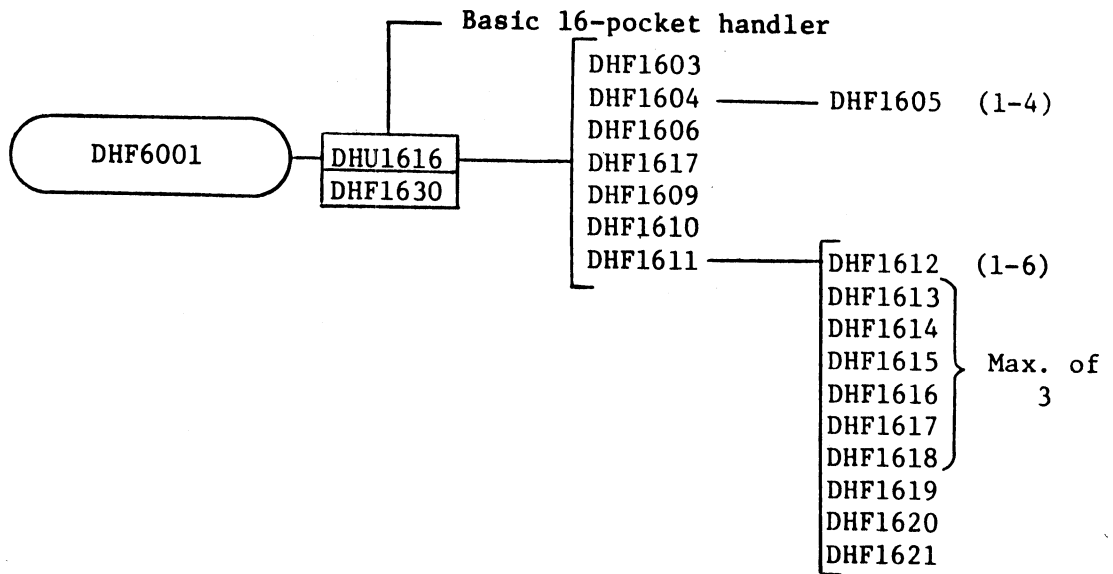 Basic 16-pocket handler
DHF1603
DHF1604 DHF1605 (1-4)
DHF1606
DHF6001 DHU1616 DHF1617
DHF1630 DHF1609
DHF1610
DHF1611 DHF1612 (1-6)
DHF1613
DHF1614
DHF1615 Max. of
DHF1616 3
DHF1617
DHF1618
DHF1619
DHF1620
DHF1621